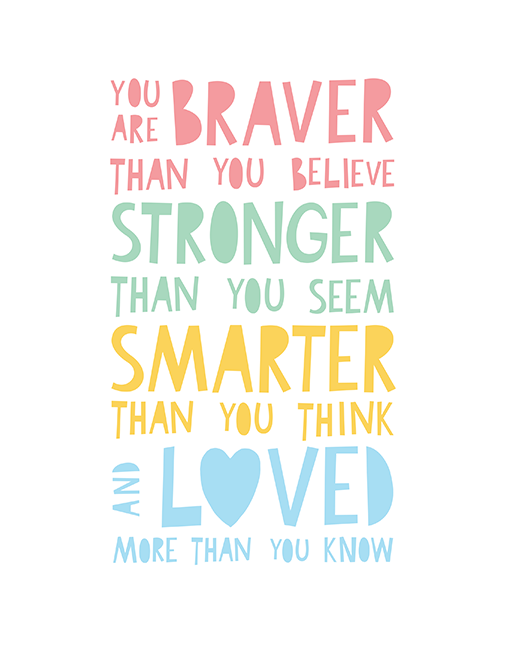 YOU ARE BRAVER
THAN YOU BELIEVE
STRONGER
THAN YOU SEEM
SMARTER
THAN YOU THINK
AND LOVED
MORE THAN YOU KNOW